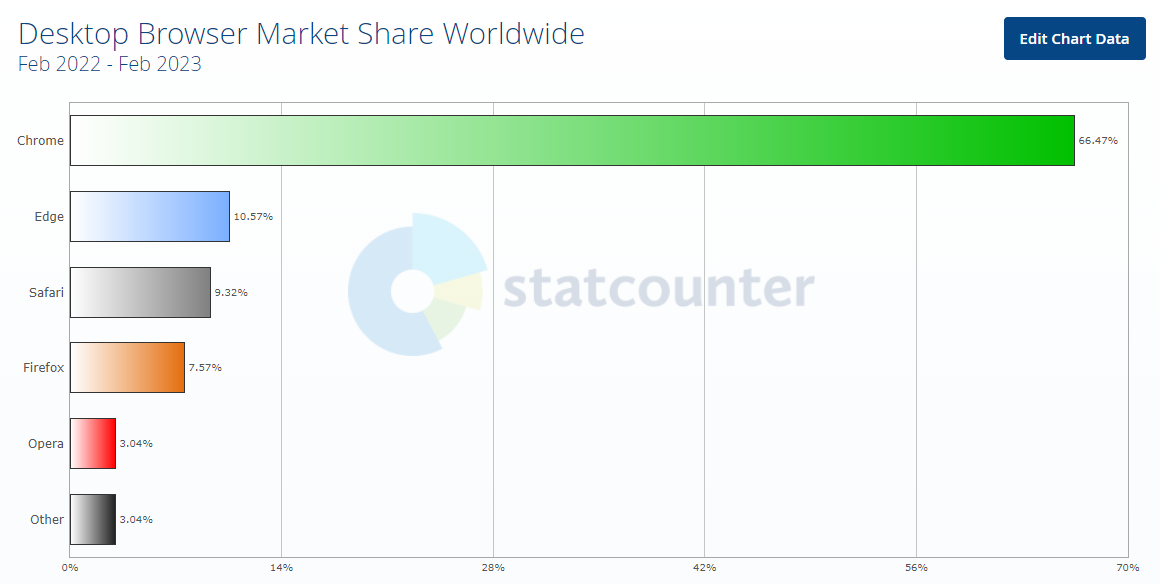 Desktop Browser Market Share Worldwide
Feb 2022 - Feb 2023
Edit Chart Data
Chrome 66.47%
Edge 10.57%
Safari 9.32%
Firefox 7.57%
Opera 3.04%
Other 3.04%
statcounter
0% 14% 28% 42% 56% 70%